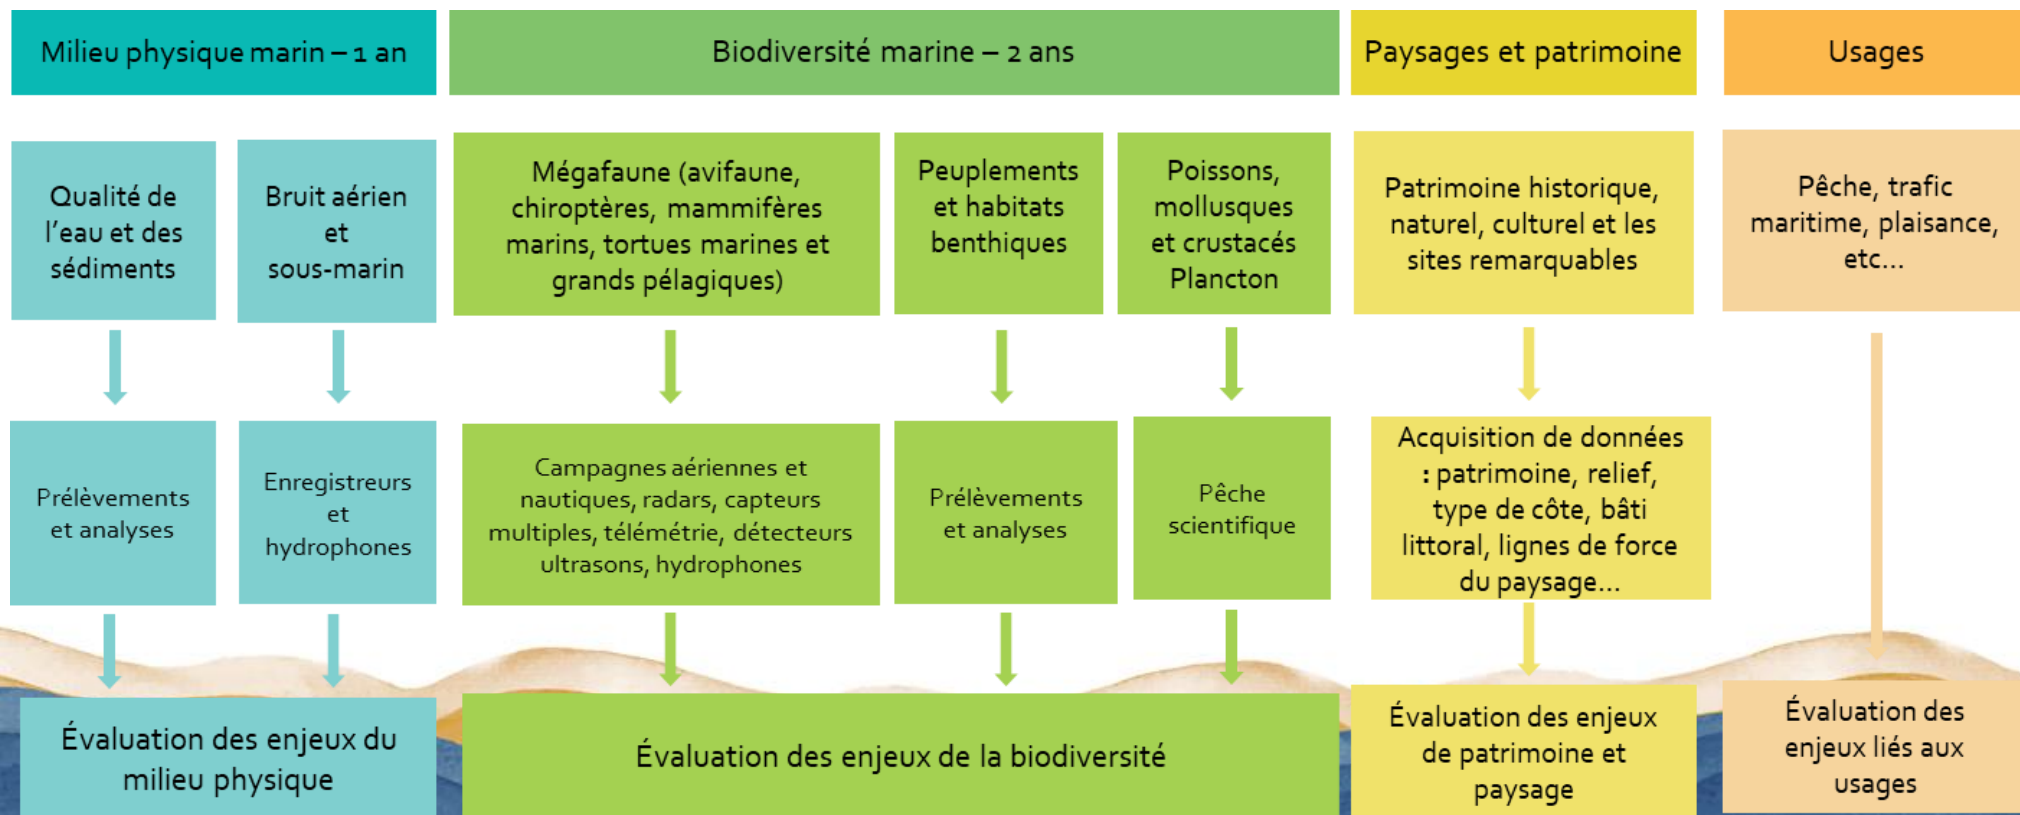 Milieu physique marin – 1 an
Biodiversité marine – 2 ans
Paysages et patrimoine
Usages
Qualité de
l'eau et des
sédiments
Bruit aérien
et
sous-marin
Mégafaune (avifaune,
chiroptères, mammifères
marins, tortues marines et
grands pélagiques)
Peuplements
et habitats
benthiques
Poissons,
mollusques
et crustacés
Plancton
Patrimoine historique,
naturel, culturel et les
sites remarquables
Pêche, trafic
maritime, plaisance,
etc...
Prélèvements
et analyses
Enregistreurs
et
hydrophones
Campagnes aériennes et
nautiques, radars, capteurs
multiples, télémétrie, détecteurs
ultrasons, hydrophones
Prélèvements
et analyses
Pêche
scientifique
Acquisition de données
: patrimoine, relief,
type de côte, bâti
littoral, lignes de force
du paysage...
Évaluation des enjeux du
milieu physique
Évaluation des enjeux de la biodiversité
Évaluation des enjeux
de patrimoine et
paysage
Évaluation des
enjeux liés aux
usages